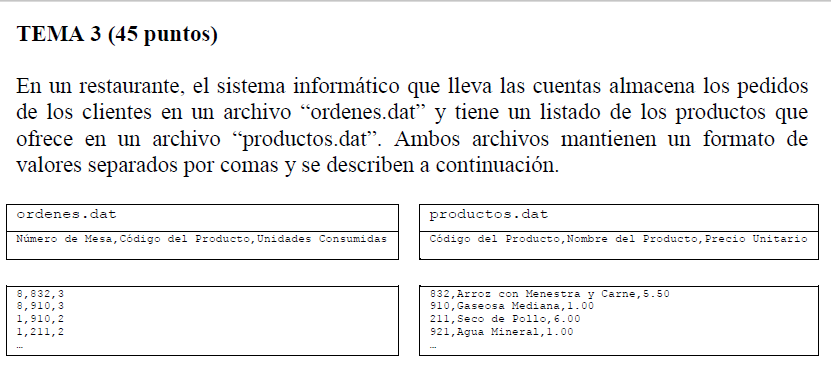 TEMA 3 (45 puntos)
En un restaurante, el sistema informático que lleva las cuentas almacena los pedidos
de los clientes en un archivo “ordenes.dat” y tiene un listado de los productos que
ofrece en un archivo “productos.dat”. Ambos archivos mantienen un formato de
valores separados por comas y se describen a continuación.
ordenes.dat
Número de Mesa,Código del Producto,Unidades Consumidas
8,832,3
8,910,3
1,910,2
1,211,2
…
productos.dat
Código del Producto,Nombre del Producto,Precio Unitario
832,Arroz con Menestra y Carne,5.50
910,Gaseosa Mediana,1.00
211,Seco de Pollo,6.00
921,Agua Mineral,1.00
…